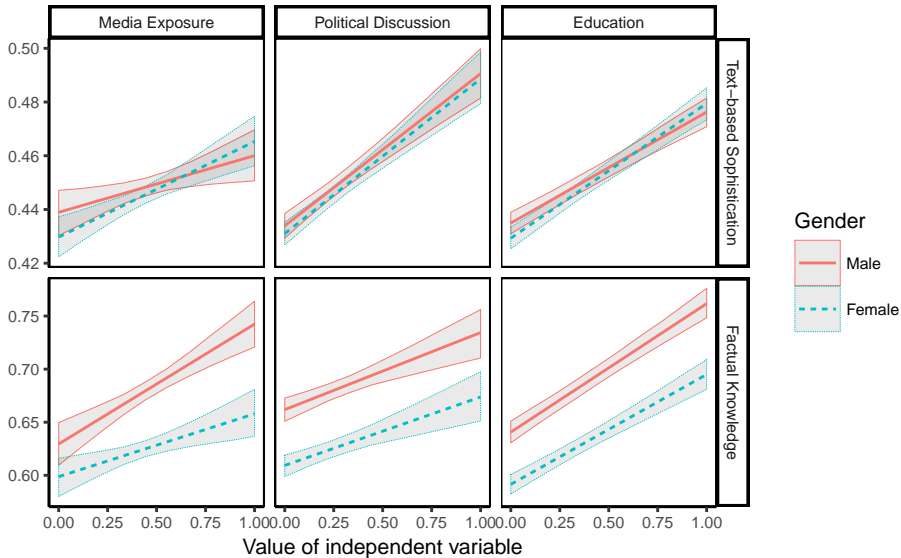 Media Exposure
Political Discussion
Education
0.50
0.48
0.46
0.44
0.42
Text−based Sophistication
0.75
0.70
0.65
0.60
Factual Knowledge
0.00 0.25 0.50 0.75 1.00
0.00 0.25 0.50 0.75 1.00
0.00 0.25 0.50 0.75 1.00
Value of independent variable
Gender
Male
Female